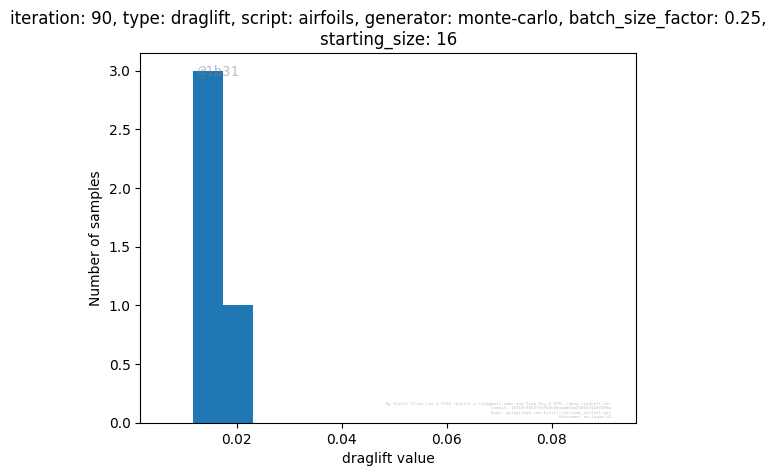 iteration: 90, type: draglift, script: airfoils, generator: monte-carlo, batch_size_factor: 0.25,
starting_size: 16
@1b31
3.0
2.5
2.0
1.5
1.0
0.5
0.0
Number of samples
0.02
0.04
0.06
0.08
draglift value